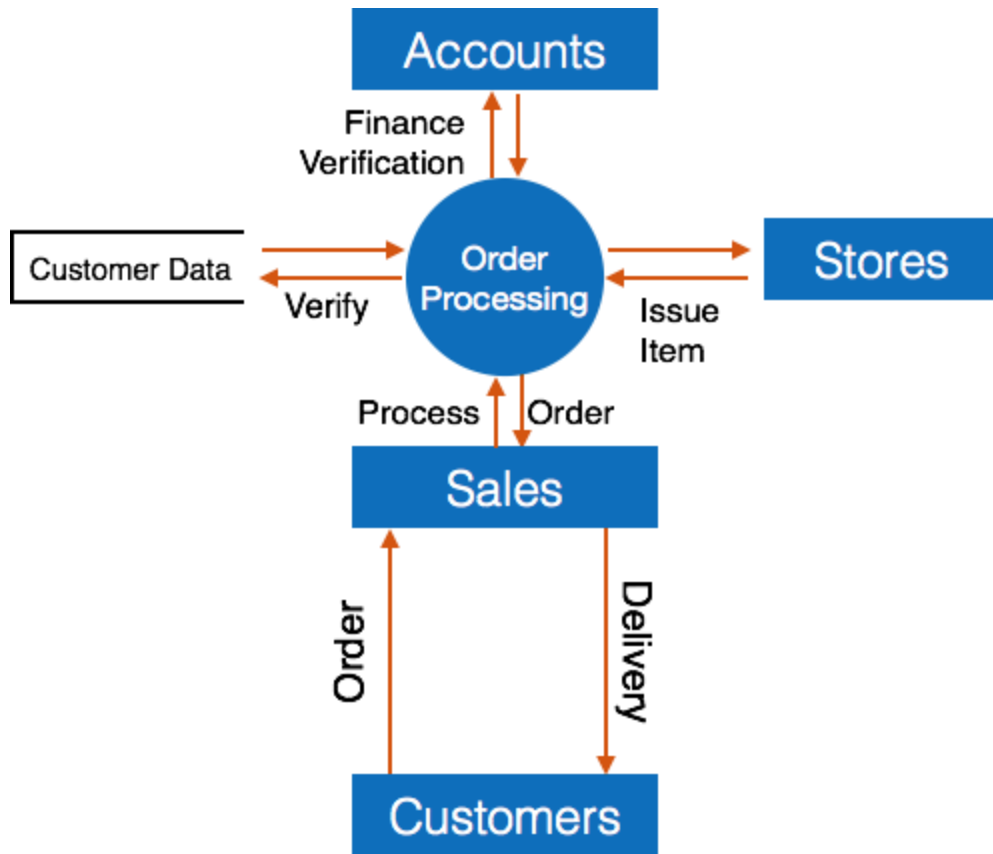 Accounts
Finance
Verification
Customer Data
Order
Processing
Stores
Verify
Issue
Item
Process
Order
Sales
Order
Delivery
Customers